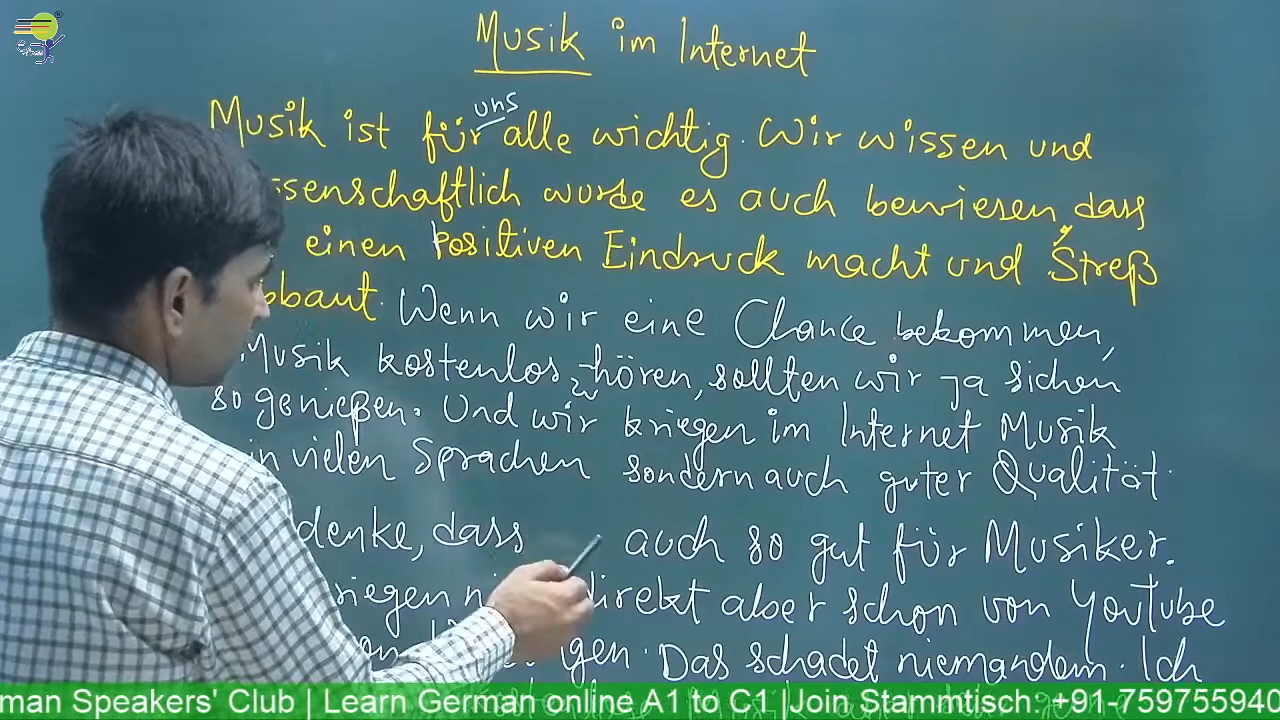 Musik im Internet
uns
Musik ist für alle wichtig. Wir wissen und
ssenschaftlich wurde es auch bewiesen, dass
einen Positiven Eindruck macht und Streß
bbaut. Wenn wir eine Chance bekommen,
Musik kostenlos zu hören, sollten wir ja sicher
so genießen. Und wir kriegen im Internet Musik
in vielen Sprachen sondern auch guter Qualität.
denke, dass auch so gut für Musiker.
riegen direkt aber schon von YouTube
gen. Das schadet niemandem. Ich
man Speakers' Club | Learn German online A1 to C1 |Join Stammtisch: +91-759755940